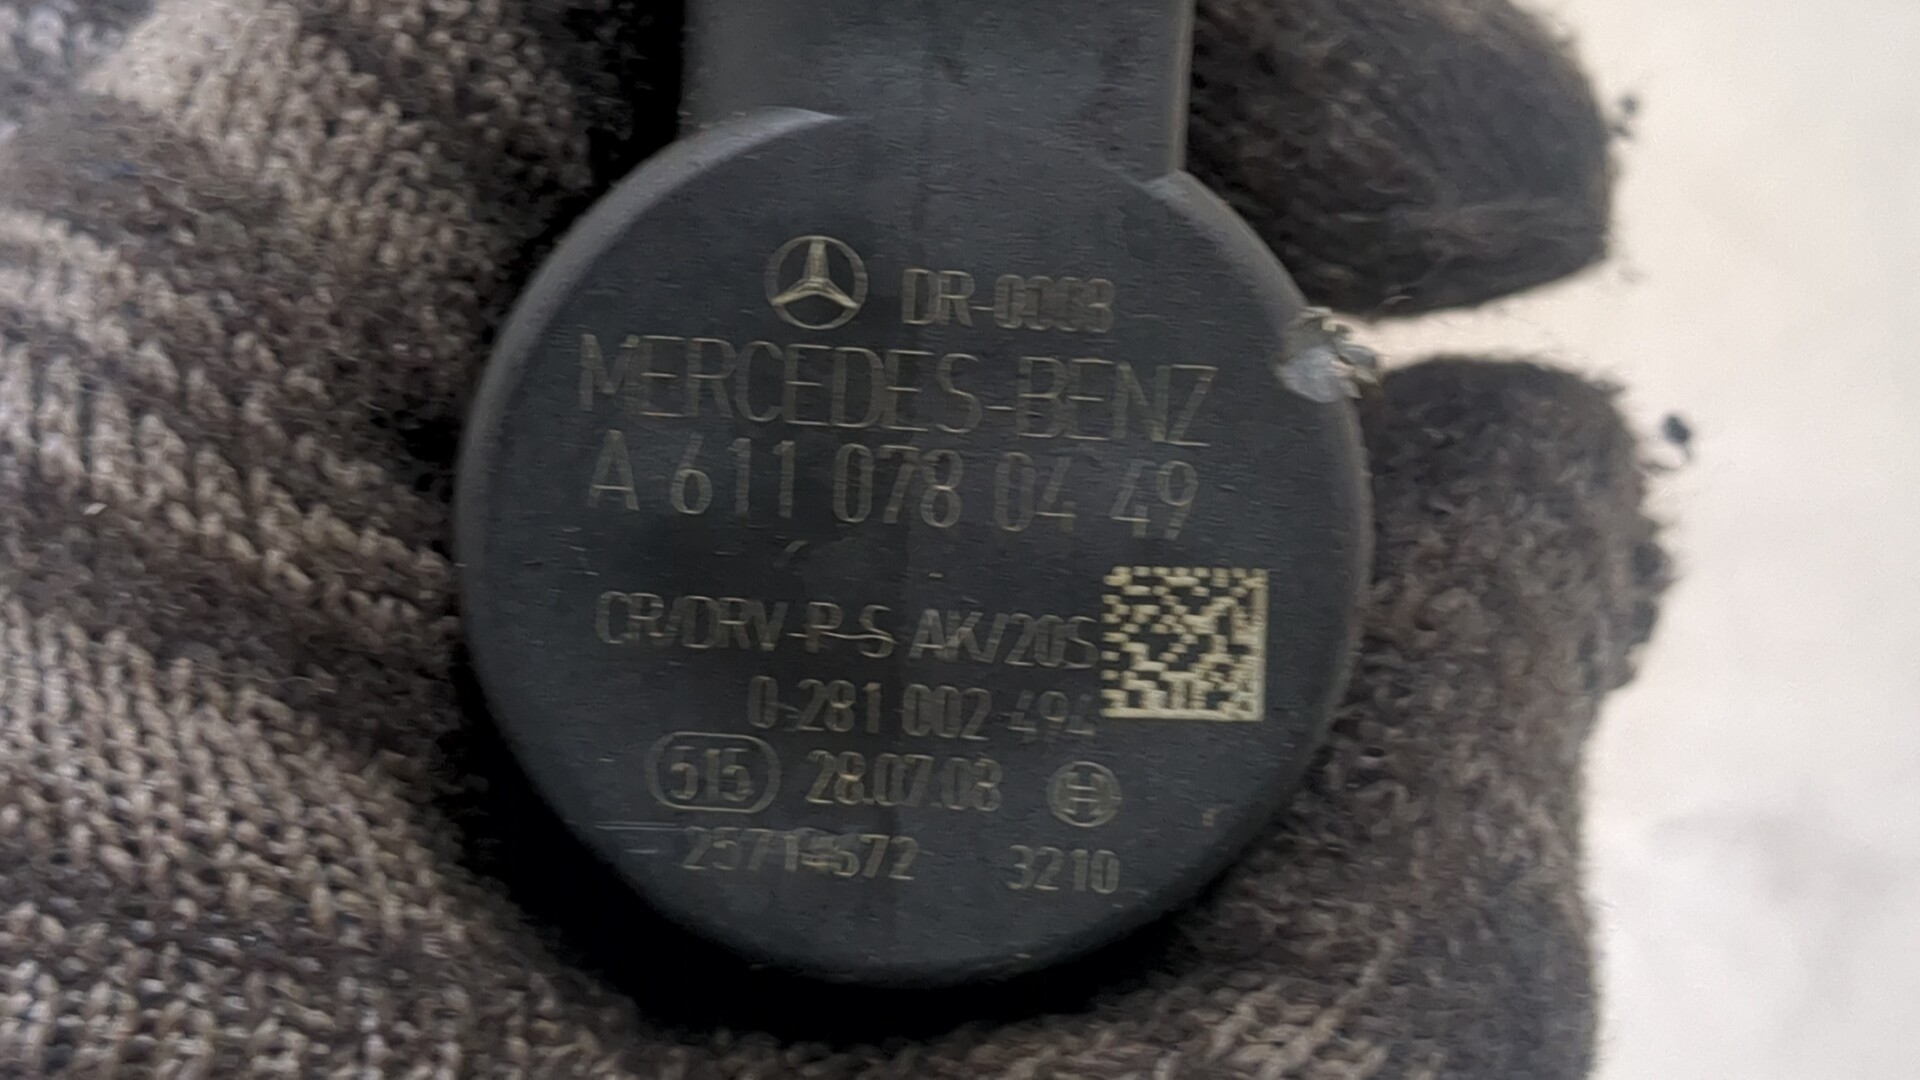 DR-0003
MERCEDES-BENZ
A 611 078 04 49
CR/DRV-P-S AK/20S
0 281 002 494
515 28.07.03 H
25714672 3210